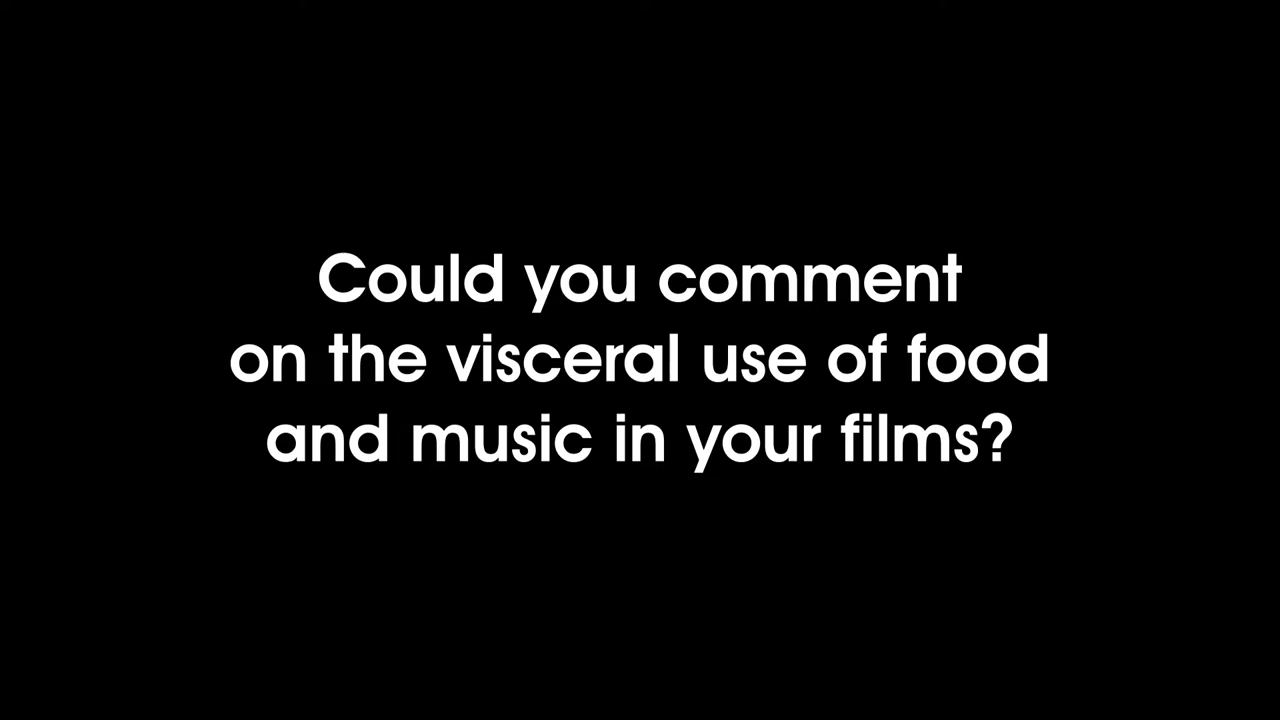 Could you comment
on the visceral use of food
and music in your films?